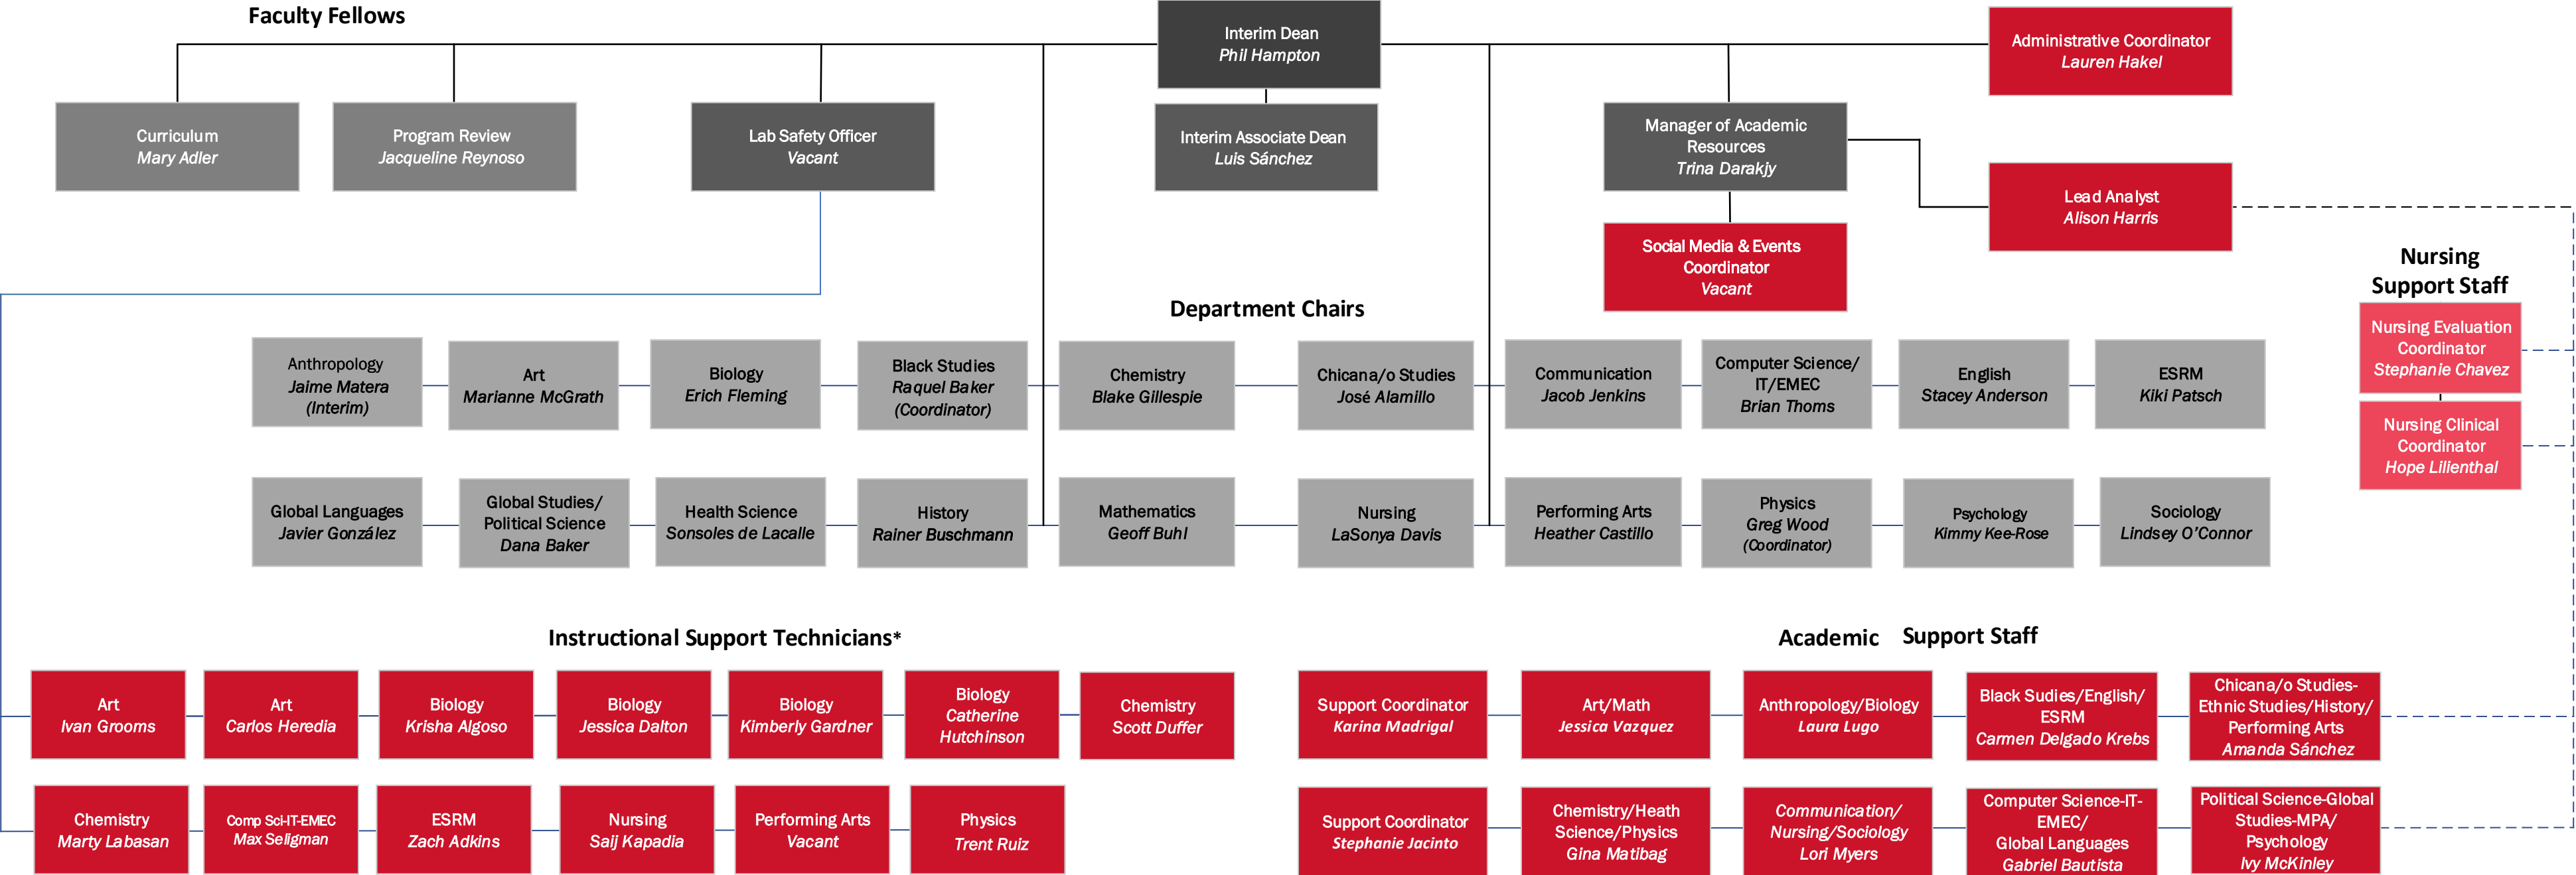 Faculty Fellows
Interim Dean
Phil Hampton
Administrative Coordinator
Lauren Hakel
Curriculum
Mary Adler
Program Review
Jacqueline Reynoso
Lab Safety Officer
Vacant
Interim Associate Dean
Luis Sánchez
Manager of Academic
Resources
Trina Darakjy
Lead Analyst
Alison Harris
Social Media & Events
Coordinator
Vacant
Nursing
Support Staff
Nursing Evaluation
Coordinator
Stephanie Chavez
Nursing Clinical
Coordinator
Hope Lilienthal
Department Chairs
Anthropology
Jaime Matera
(Interim)
Art
Marianne McGrath
Biology
Erich Fleming
Black Studies
Raquel Baker
(Coordinator)
Chemistry
Blake Gillespie
Chicana/o Studies
José Alamillo
Communication
Jacob Jenkins
Computer Science/
IT/EMEC
Brian Thoms
English
Stacey Anderson
ESRM
Kiki Patsch
Global Languages
Javier González
Global Studies/
Political Science
Dana Baker
Health Science
Sonsoles de Lacalle
History
Rainer Buschmann
Mathematics
Geoff Buhl
Nursing
LaSonya Davis
Performing Arts
Heather Castillo
Physics
Greg Wood
(Coordinator)
Psychology
Kimmy Kee-Rose
Sociology
Lindsey O'Connor
Instructional Support Technicians*
Art
Ivan Grooms
Art
Carlos Heredia
Biology
Krisha Algoso
Biology
Jessica Dalton
Biology
Kimberly Gardner
Biology
Catherine
Hutchinson
Chemistry
Scott Duffer
Chemistry
Marty Labasan
Comp Sci-IT-EMEC
Max Seligman
ESRM
Zach Adkins
Nursing
Saij Kapadia
Performing Arts
Vacant
Physics
Trent Ruiz
Academic Support Staff
Support Coordinator
Karina Madrigal
Art/Math
Jessica Vazquez
Anthropology/Biology
Laura Lugo
Black Sudies/English/
ESRM
Carmen Delgado Krebs
Chicana/o Studies-
Ethnic Studies/History/
Performing Arts
Amanda Sánchez
Support Coordinator
Stephanie Jacinto
Chemistry/Heath
Science/Physics
Gina Matibag
Communication/
Nursing/Sociology
Lori Myers
Computer Science-IT-
EMEC/
Global Languages
Gabriel Bautista
Political Science-Global
Studies-MPA/
Psychology
Ivy McKinley